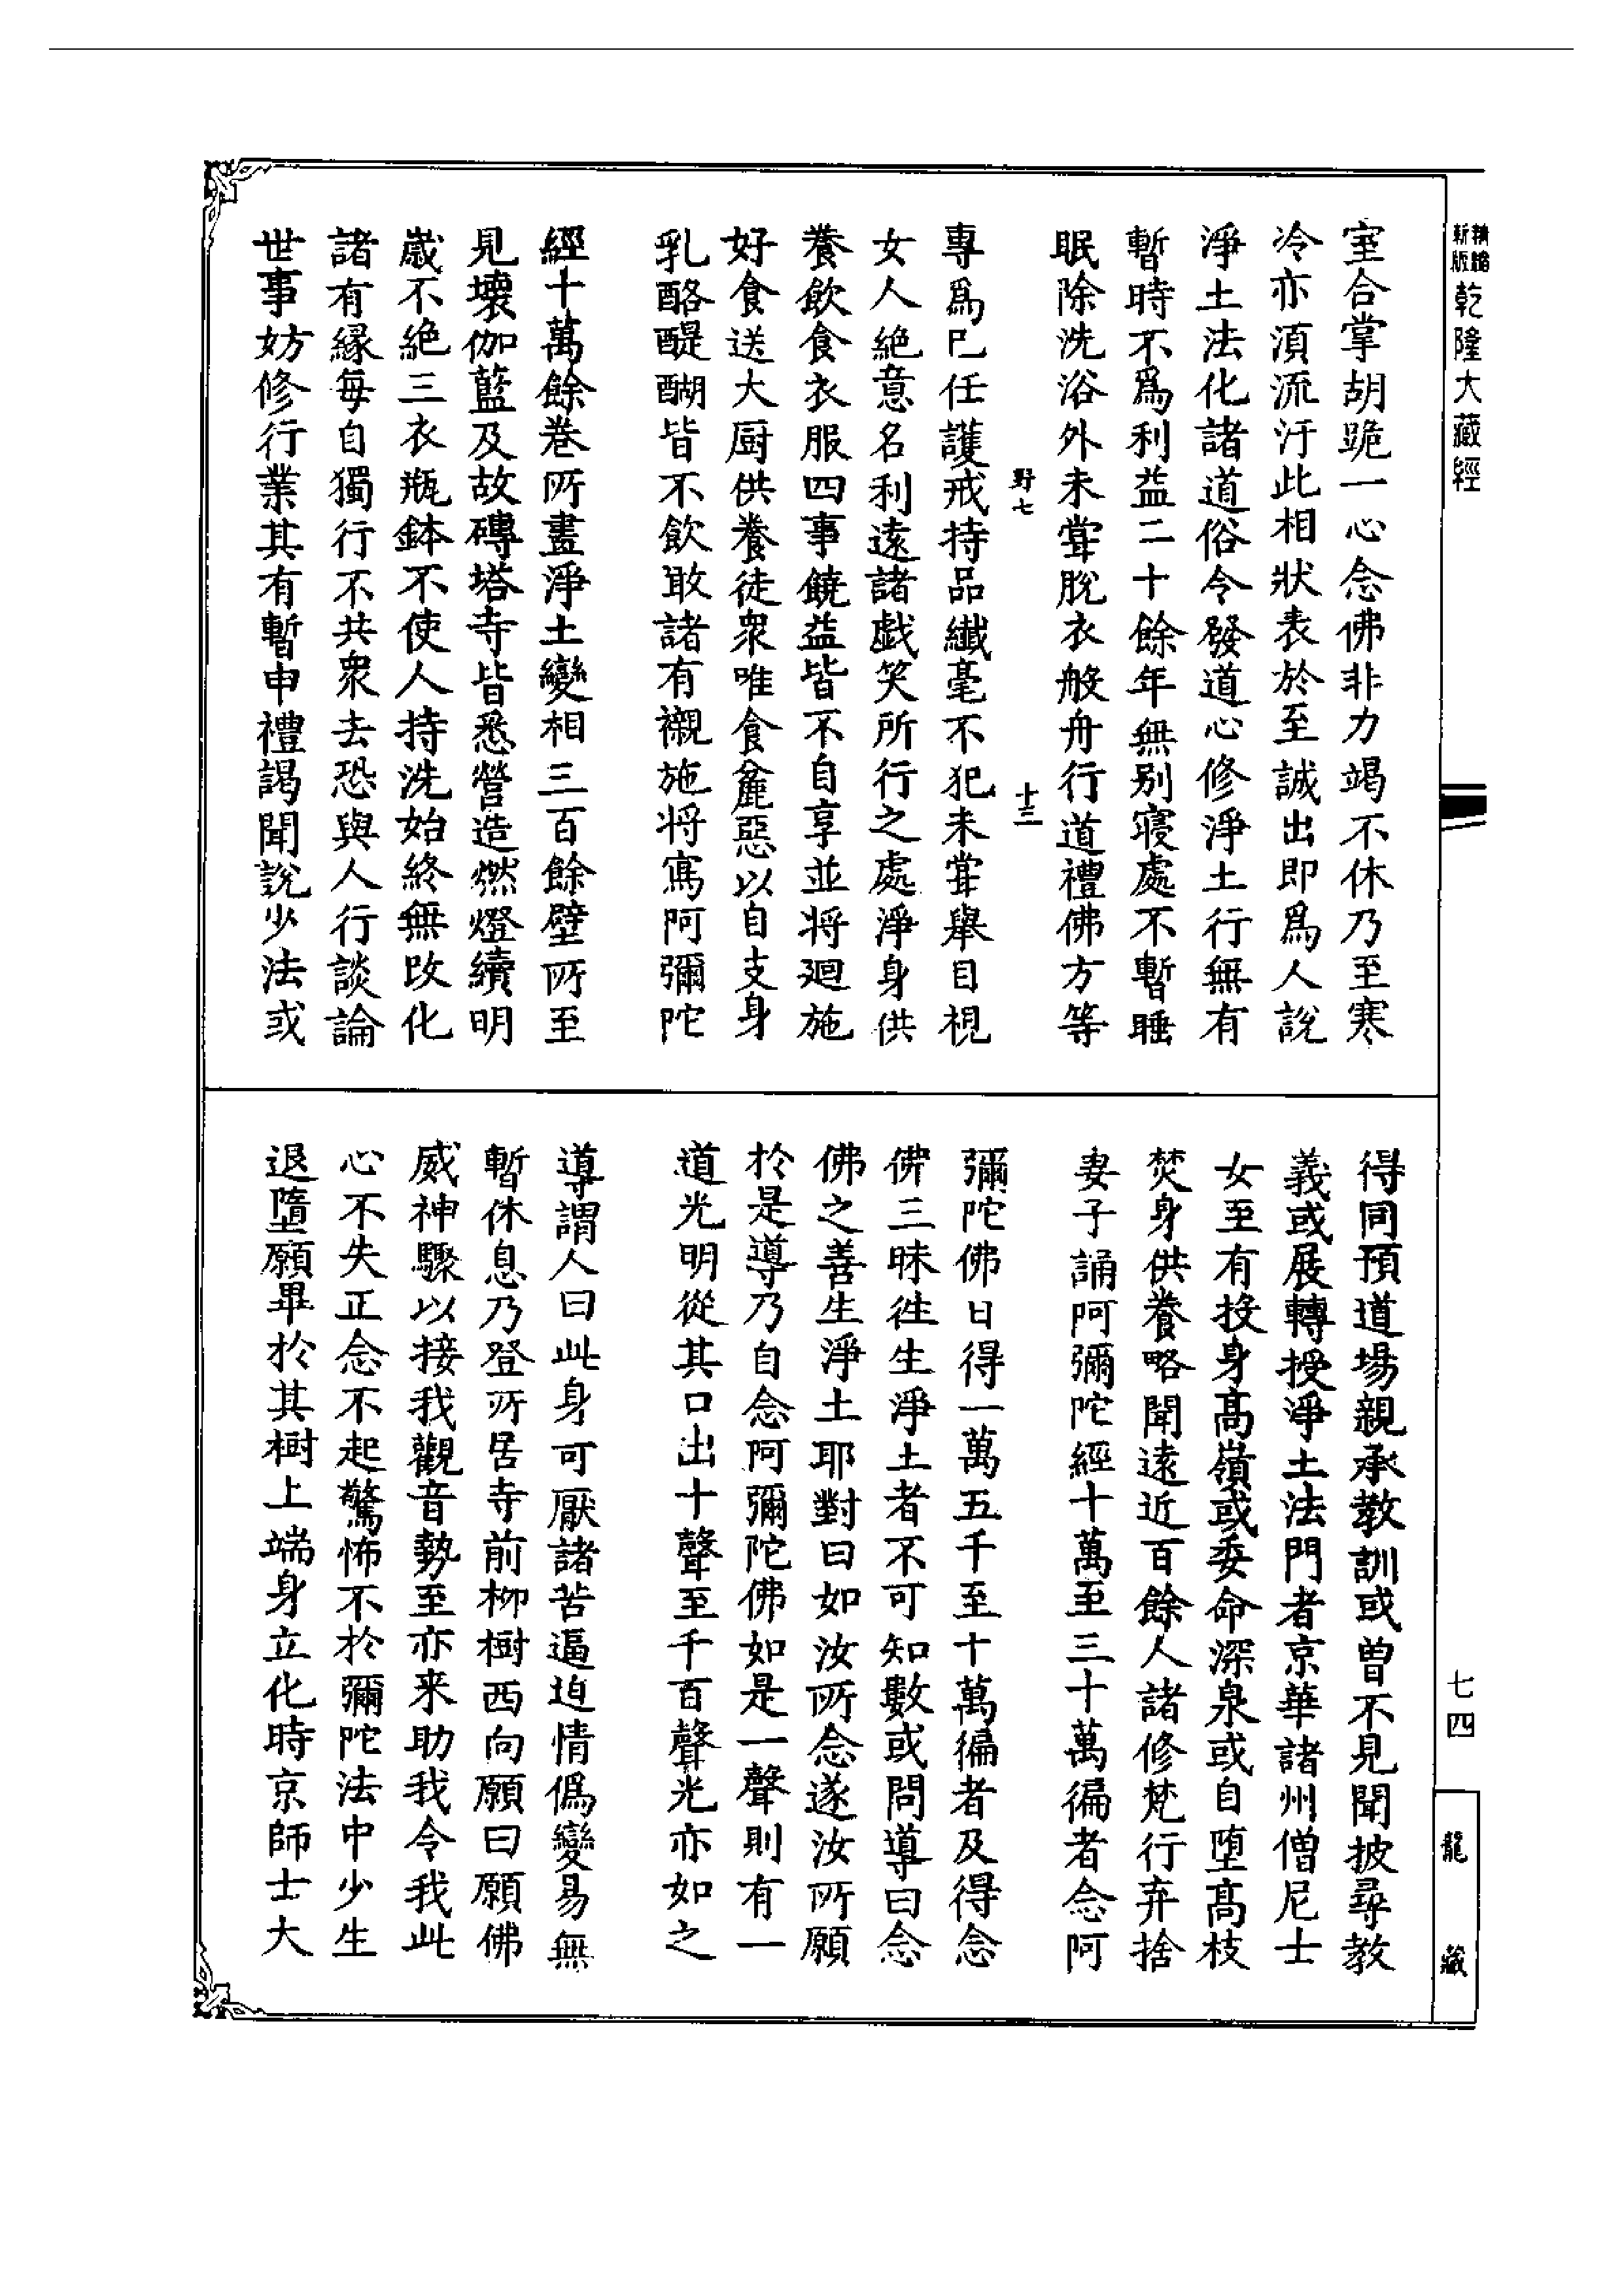 精略新版乾隆大藏經
室合掌胡跪一心念佛非力竭不休乃至寒
冷亦湏流汙此相狀表於至誠出即爲人說
淨土法化諸道俗令發道心修淨土行無有
暫時不爲利益二十餘年無别寢處不暫睡
眠除洗浴外未甞脫衣般舟行道禮佛方等
野七
十三
專爲巳任護戒持品纖毫不犯未甞舉目視
女人絶意名利遠諸戲笑所行之處淨身供
養飲食衣服四事饒益皆不自享並将廻施
好食送大厨供養徒衆唯食麁惡以自支身
乳酪醍醐皆不飲敢諸有襯施将寫阿彌陀
經十萬餘卷所畫淨土變相三百餘壁所至
見壞伽藍及故磚塔寺皆悉營造燃燈續明
歲不絶三衣瓶鉢不使人持洗始終無改化
諸有縁每自獨行不共衆去恐與人行談論
世事妨修行業其有暫申禮謁聞說少法或
得同預道場親承教訓或曽不見聞披尋教
義或展轉授淨土法門者京華諸州僧尼士
女至有投身髙嶺或委命深泉或自堕髙枝
焚身供養略聞遠近百餘人諸修梵行弃捨
妻子誦阿彌陀經十萬至三十萬徧者念阿
彌陀佛日得一萬五千至十萬徧者及得念
佛三昧徃生淨土者不可知數或問導曰念
佛之善生淨土耶對曰如汝所念遂汝所願
於是導乃自念阿彌陀佛如是一聲則有一
道光明從其口出十聲至千百聲光亦如之
導謂人曰此身可厭諸苦逼迫情僞變易無
暫休息乃登所居寺前柳樹西向願曰願佛
威神驟以接我觀音勢至亦来助我令我此
心不失正念不起驚怖不於彌陀法中少生
退墮願畢於其樹上端身立化時京師士大
七四
龍藏